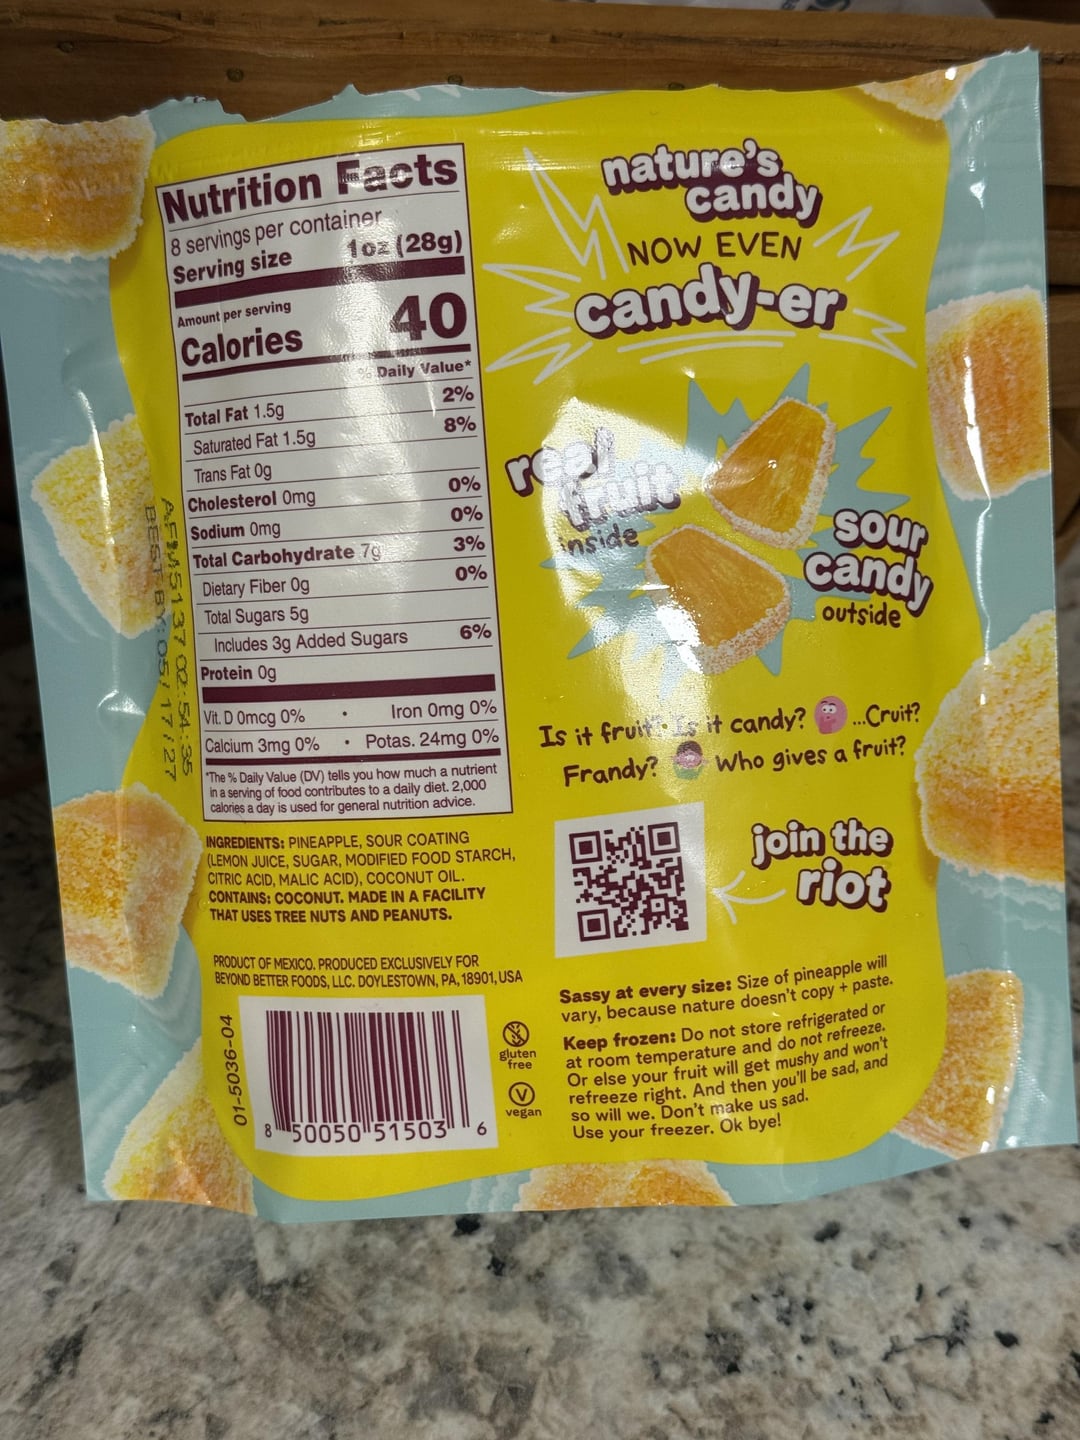 Nutrition Facts
8 servings per container
Serving size 1oz (28g)
Amount per serving
Calories 40
% Daily Value*
Total Fat 1.5g 2%
Saturated Fat 1.5g 8%
Trans Fat 0g
Cholesterol 0mg 0%
Sodium 0mg 0%
Total Carbohydrate 7g 3%
Dietary Fiber 0g 0%
Total Sugars 5g
Includes 3g Added Sugars 6%
Protein 0g
Vit. D 0mcg 0% • Iron 0mg 0%
Calcium 3mg 0% • Potas. 24mg 0%
*The % Daily Value (DV) tells you how much a nutrient
in a serving of food contributes to a daily diet. 2,000
calories a day is used for general nutrition advice.
INGREDIENTS: PINEAPPLE, SOUR COATING
(LEMON JUICE, SUGAR, MODIFIED FOOD STARCH,
CITRIC ACID, MALIC ACID), COCONUT OIL.
CONTAINS: COCONUT. MADE IN A FACILITY
THAT USES TREE NUTS AND PEANUTS.
PRODUCT OF MEXICO. PRODUCED EXCLUSIVELY FOR
BEYOND BETTER FOODS, LLC. DOYLESTOWN, PA, 18901, USA
01-5036-04
8 50050 51503 6
gluten
free
vegan
BEST BY: 05/17/27
nature's
candy
NOW EVEN
candy-er
real
fruit
inside
sour
candy
outside
Is it fruit? Is it candy? ...Cruit?
Frandy? Who gives a fruit?
join the
riot
Sassy at every size: Size of pineapple will
vary, because nature doesn't copy + paste.
Keep frozen: Do not store refrigerated or
at room temperature and do not refreeze.
Or else your fruit will get mushy and won't
refreeze right. And then you'll be sad, and
so will we. Don't make us sad.
Use your freezer. Ok bye!